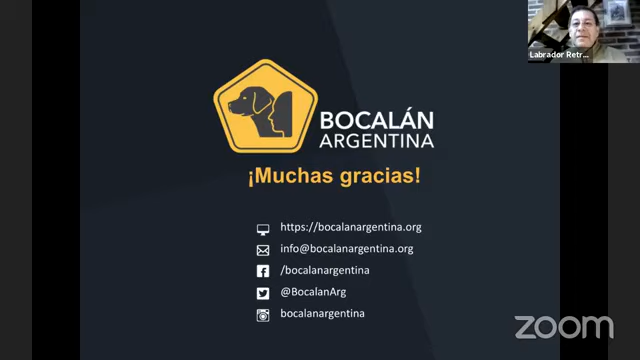 Labrador Retr...
BOCALÁN
ARGENTINA
¡Muchas gracias!
https://bocalanargentina.org
info@bocalanargentina.org
/bocalanargentina
@BocalanArg
bocalanargentina
zoom